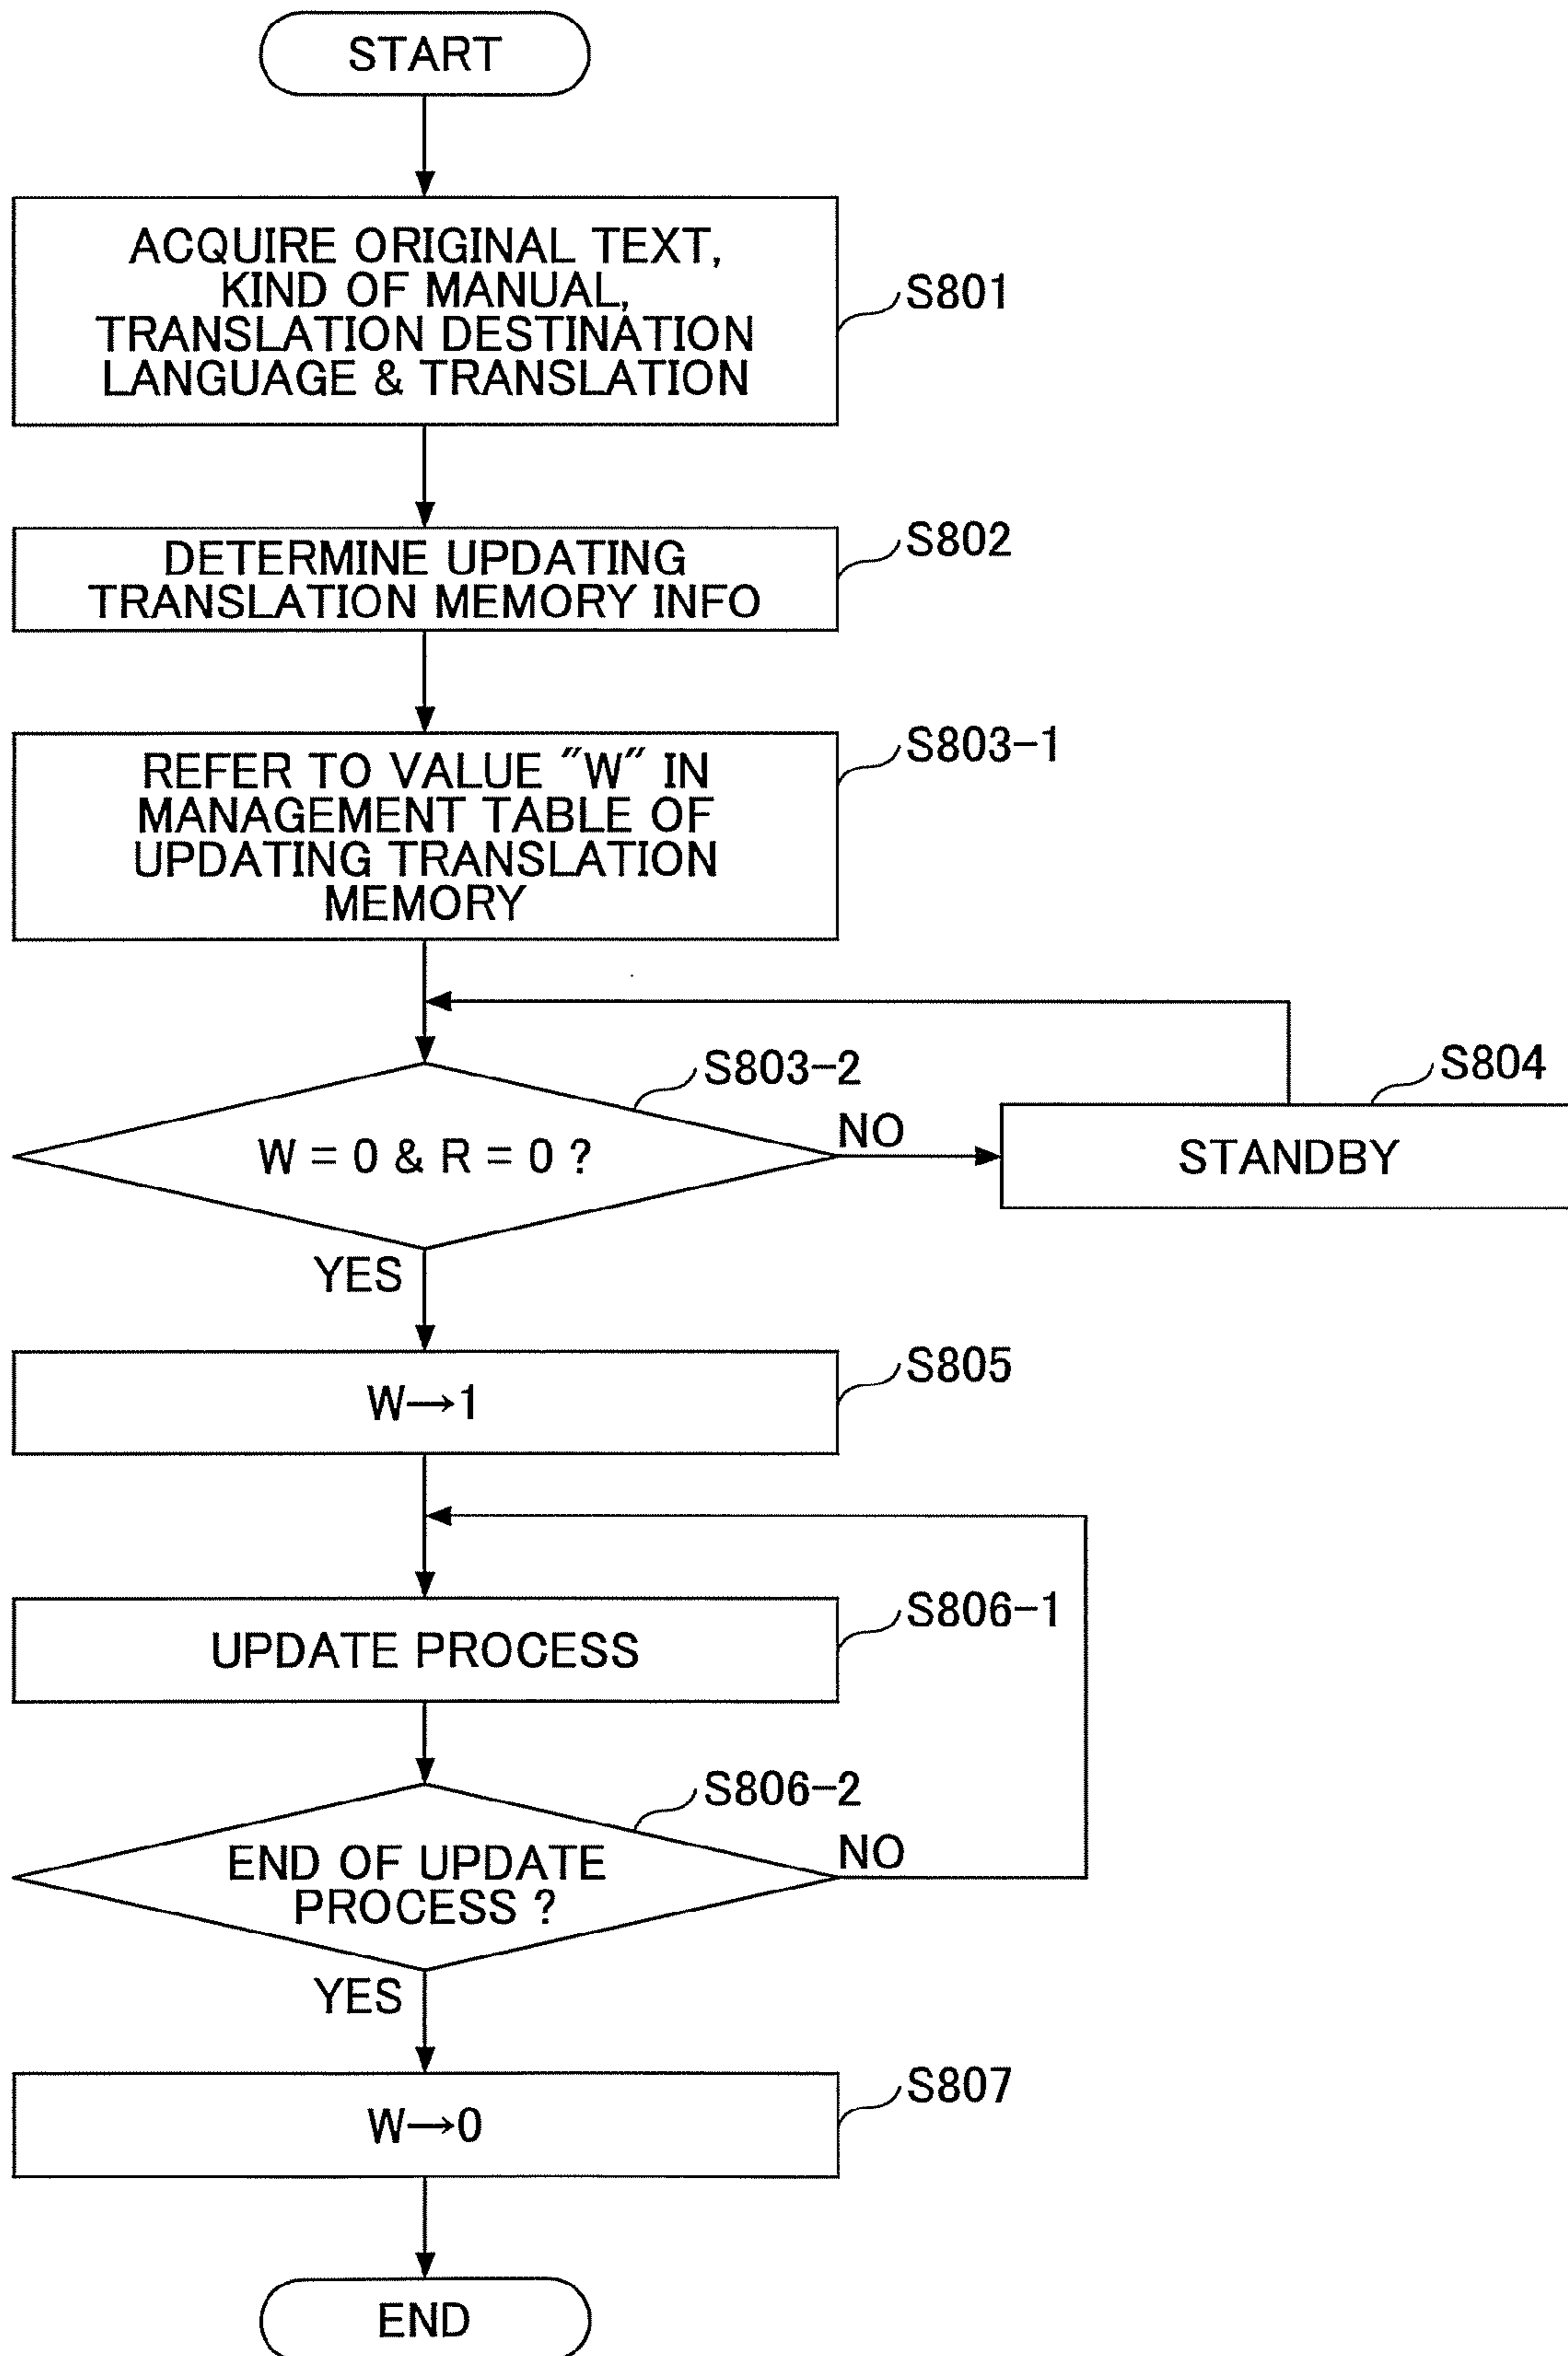 START
ACQUIRE ORIGINAL TEXT,
KIND OF MANUAL,
TRANSLATION DESTINATION
LANGUAGE & TRANSLATION
S801
DETERMINE UPDATING
TRANSLATION MEMORY INFO
S802
REFER TO VALUE "W" IN
MANAGEMENT TABLE OF
UPDATING TRANSLATION
MEMORY
S803-1
S803-2
W = 0 & R = 0 ?
NO
S804
STANDBY
YES
S805
W→1
S806-1
UPDATE PROCESS
S806-2
END OF UPDATE
PROCESS ?
NO
YES
S807
W→0
END